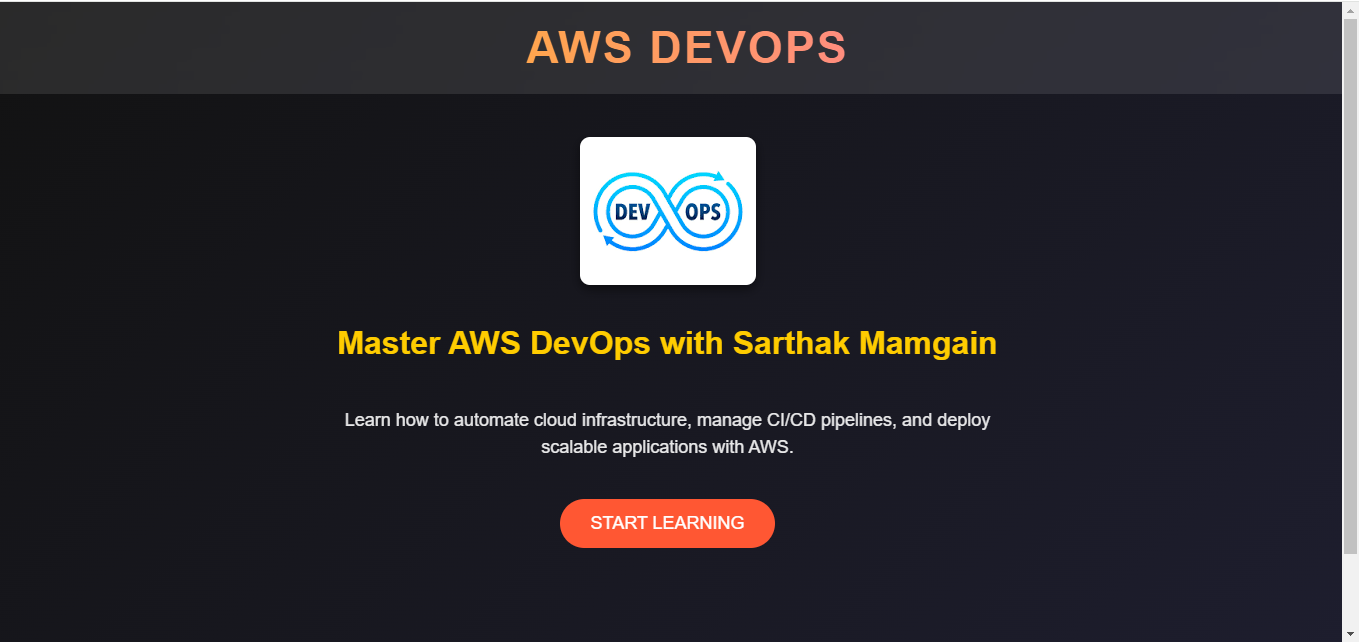 AWS DEVOPS
DEV OPS
Master AWS DevOps with Sarthak Mamgain
Learn how to automate cloud infrastructure, manage CI/CD pipelines, and deploy
scalable applications with AWS.
START LEARNING